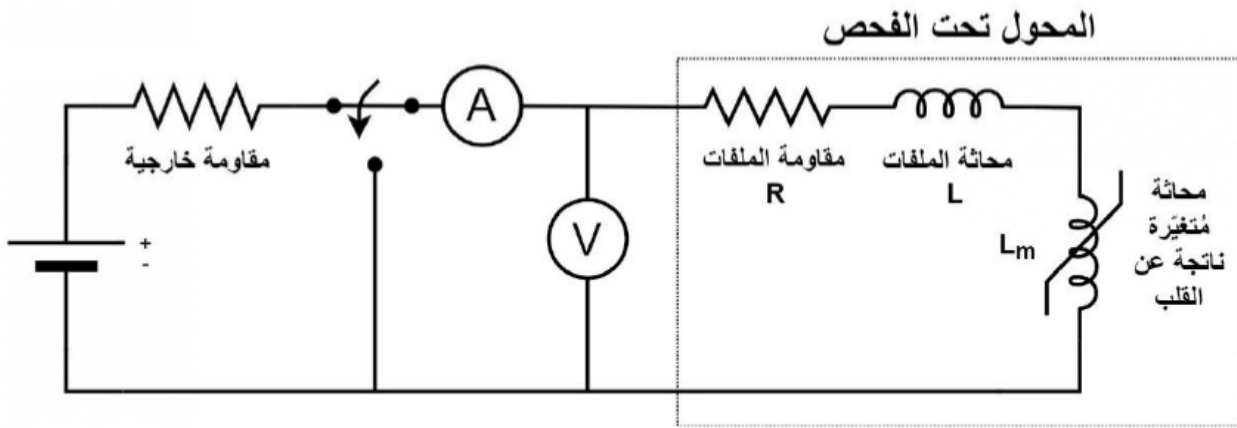 المحول تحت الفحص
A
مقاومة خارجية
مقاومة الملفات
R
محاثة الملفات
L
V
+
-
Lm
محاثة
مُتغيّرة
ناتجة عن
القلب